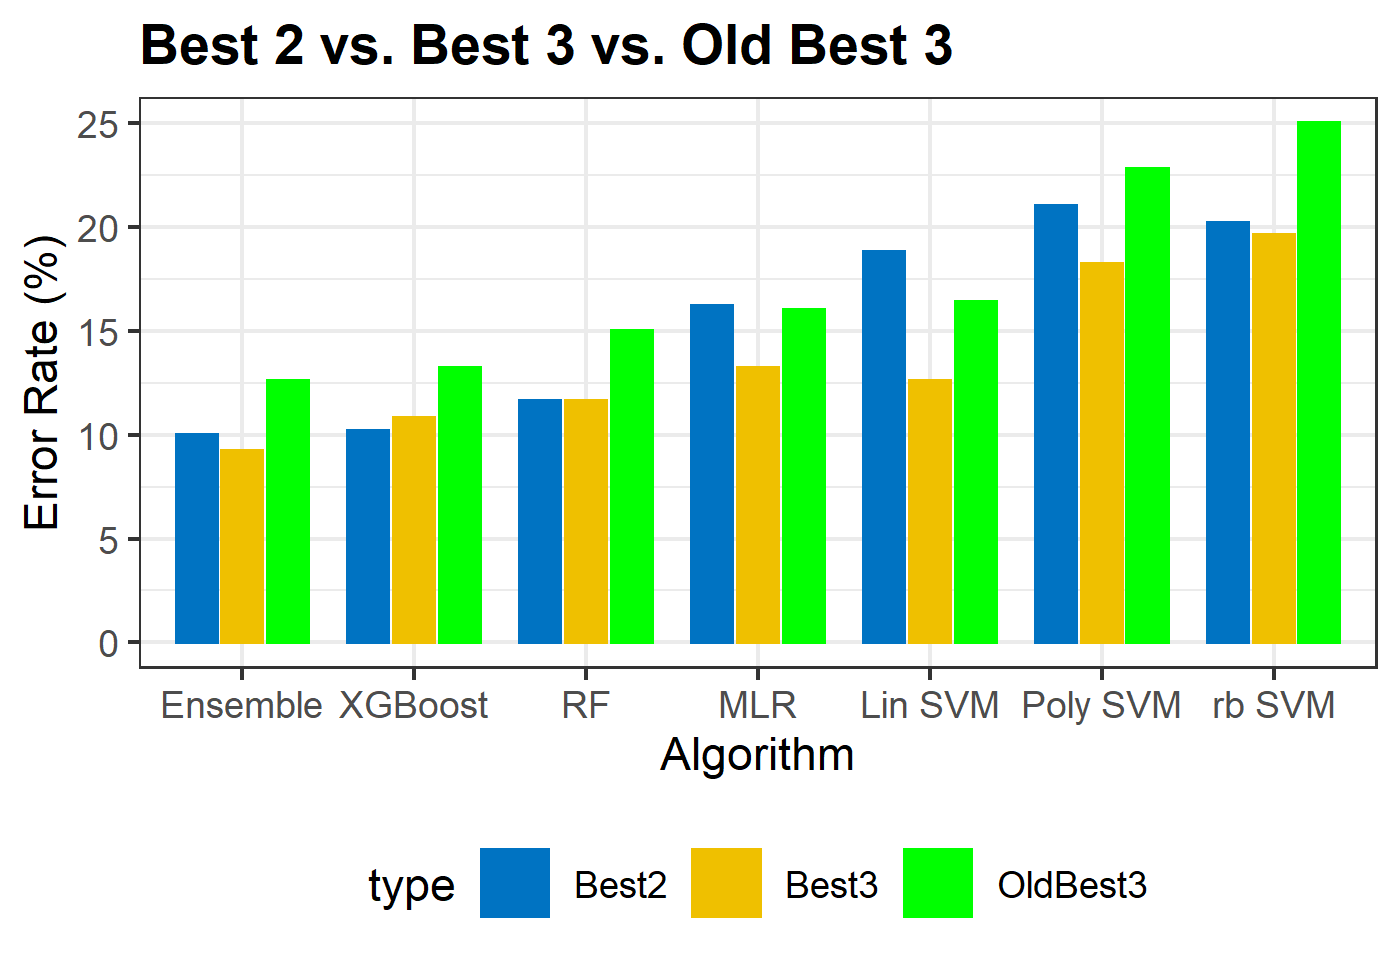 Best 2 vs. Best 3 vs. Old Best 3
Error Rate (%)
25
20
15
10
5
0
Ensemble XGBoost RF MLR Lin SVM Poly SVM rb SVM
Algorithm
type Best2 Best3 OldBest3